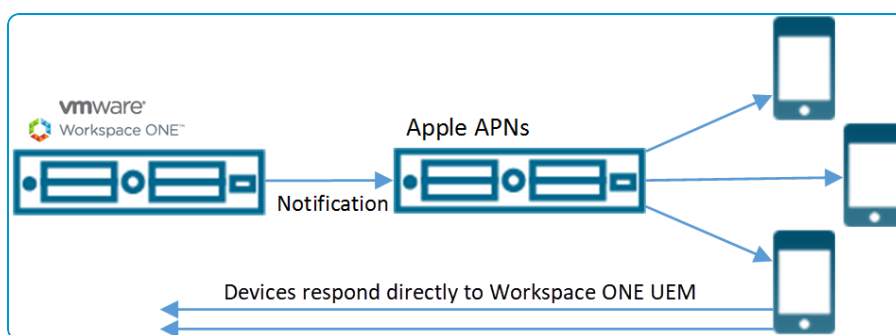 vmware®
Workspace ONE™
Apple APNs
Notification
Devices respond directly to Workspace ONE UEM